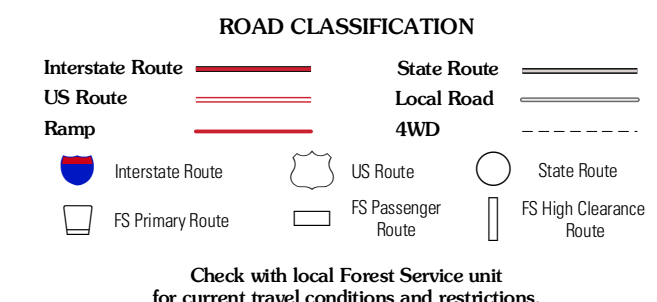 ROAD CLASSIFICATION
Interstate Route
State Route
US Route
Local Road
Ramp
4WD
Interstate Route
US Route
State Route
FS Primary Route
FS Passenger
Route
FS High Clearance
Route
Check with local Forest Service unit
for current travel conditions and restrictions.